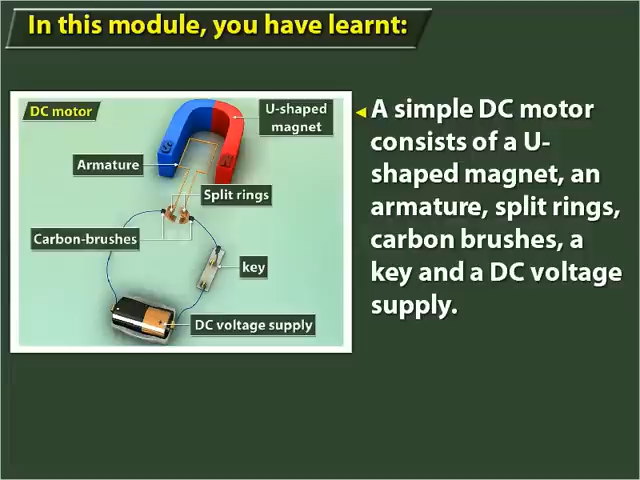 In this module, you have learnt:
DC motor
U-shaped
magnet
S
N
Armature
Split rings
Carbon-brushes
key
DC voltage supply
A simple DC motor
consists of a U-
shaped magnet, an
armature, split rings,
carbon brushes, a
key and a DC voltage
supply.